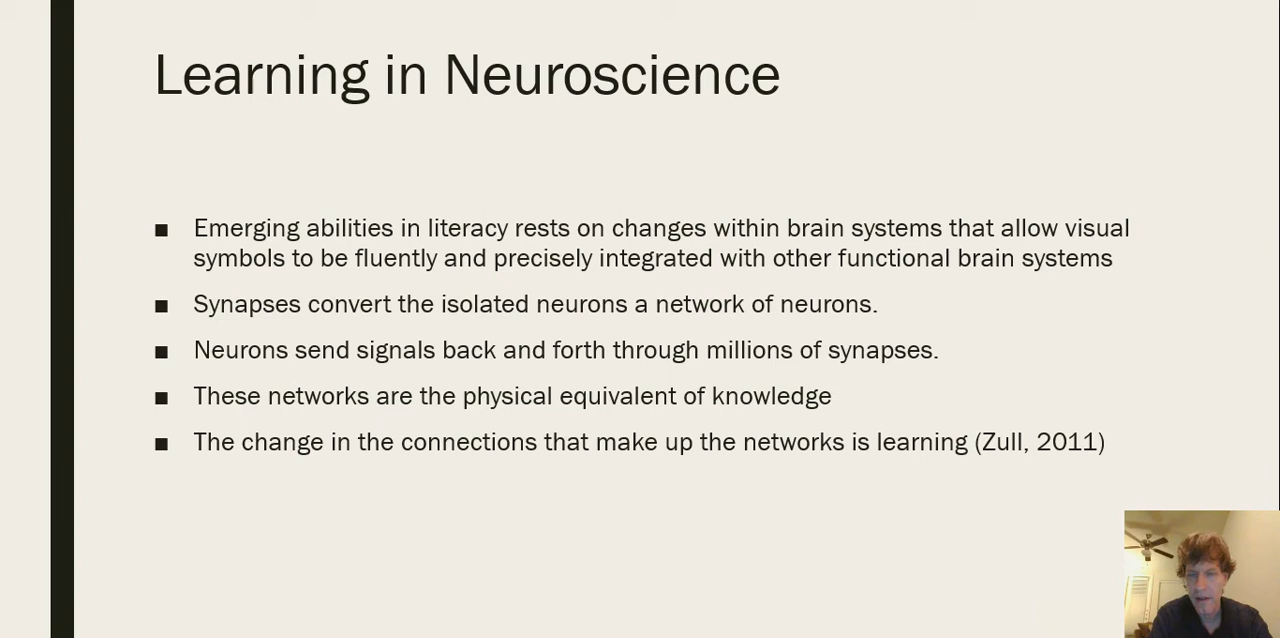 Learning in Neuroscience
■ Emerging abilities in literacy rests on changes within brain systems that allow visual
symbols to be fluently and precisely integrated with other functional brain systems
■ Synapses convert the isolated neurons a network of neurons.
■ Neurons send signals back and forth through millions of synapses.
■ These networks are the physical equivalent of knowledge
■ The change in the connections that make up the networks is learning (Zull, 2011)